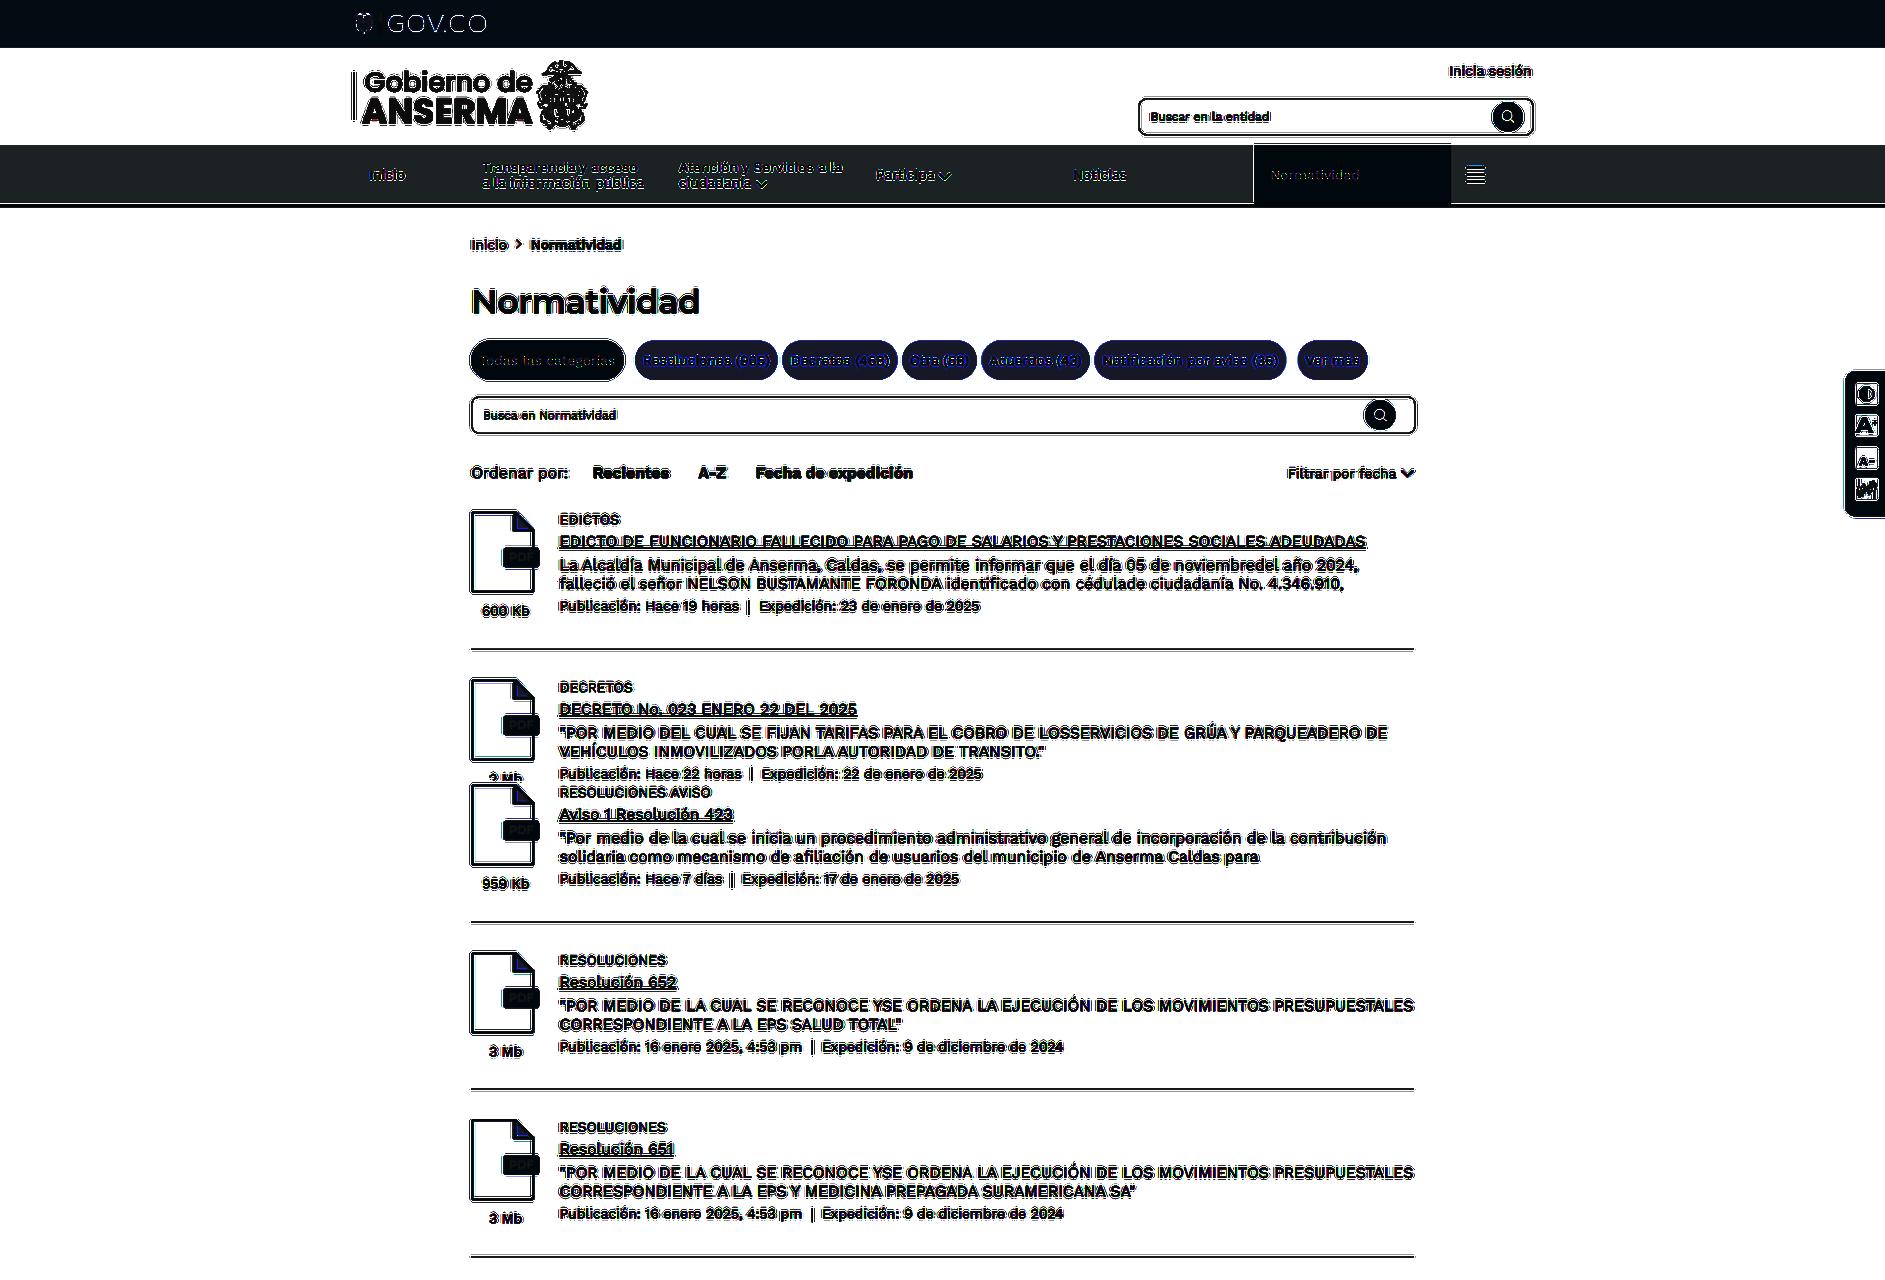 GOV.CO
Gobierno de
ANSERMA
Inicia sesión
Buscar en la entidad
Inicio
Transparencia y acceso
a la información pública
Atención y Servicios a la
ciudadanía
Participa
Noticias
Normatividad
Inicio > Normatividad
Normatividad
Todas las categorías
Resoluciones (905)
Decretos (468)
Otra (68)
Acuerdos (43)
Notificación por aviso (36)
Ver más
Busca en Normatividad
Ordenar por: Recientes A-Z Fecha de expedición
Filtrar por fecha
EDICTOS
EDICTO DE FUNCIONARIO FALLECIDO PARA PAGO DE SALARIOS Y PRESTACIONES SOCIALES ADEUDADAS
PDF
La Alcaldía Municipal de Anserma, Caldas, se permite informar que el día 05 de noviembredel año 2024,
falleció el señor NELSON BUSTAMANTE FORONDA identificado con cédulade ciudadanía No. 4.346.910,
600 Kb
Publicación: Hace 19 horas | Expedición: 23 de enero de 2025
DECRETOS
DECRETO No. 023 ENERO 22 DEL 2025
PDF
"POR MEDIO DEL CUAL SE FIJAN TARIFAS PARA EL COBRO DE LOSSERVICIOS DE GRÚA Y PARQUEADERO DE
VEHÍCULOS INMOVILIZADOS PORLA AUTORIDAD DE TRANSITO."
Publicación: Hace 22 horas | Expedición: 22 de enero de 2025
RESOLUCIONES AVISO
Aviso 1 Resolución 423
PDF
"Por medio de la cual se inicia un procedimiento administrativo general de incorporación de la contribución
solidaria como mecanismo de afiliación de usuarios del municipio de Anserma Caldas para
959 Kb
Publicación: Hace 7 días | Expedición: 17 de enero de 2025
RESOLUCIONES
Resolución 652
PDF
"POR MEDIO DE LA CUAL SE RECONOCE YSE ORDENA LA EJECUCIÓN DE LOS MOVIMIENTOS PRESUPUESTALES
CORRESPONDIENTE A LA EPS SALUD TOTAL"
3 Mb
Publicación: 16 enero 2025, 4:53 pm | Expedición: 9 de diciembre de 2024
RESOLUCIONES
Resolución 651
PDF
"POR MEDIO DE LA CUAL SE RECONOCE YSE ORDENA LA EJECUCIÓN DE LOS MOVIMIENTOS PRESUPUESTALES
CORRESPONDIENTE A LA EPS Y MEDICINA PREPAGADA SURAMERICANA SA"
3 Mb
Publicación: 16 enero 2025, 4:53 pm | Expedición: 9 de diciembre de 2024